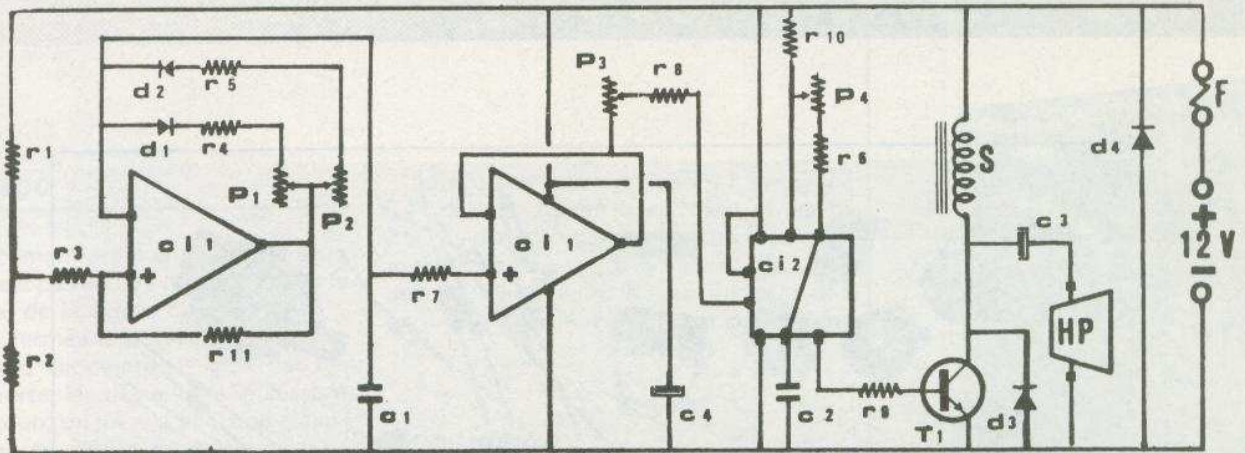 r10
P3
r8
d2
r5
P4
F
r1
d1
r4
r6
S
d4
P1
P2
+
c3
12 V
ci1
ci1
ci2
-
r3
+
+
r7
HP
r11
r2
c1
c4
c2
r9
T1
d3